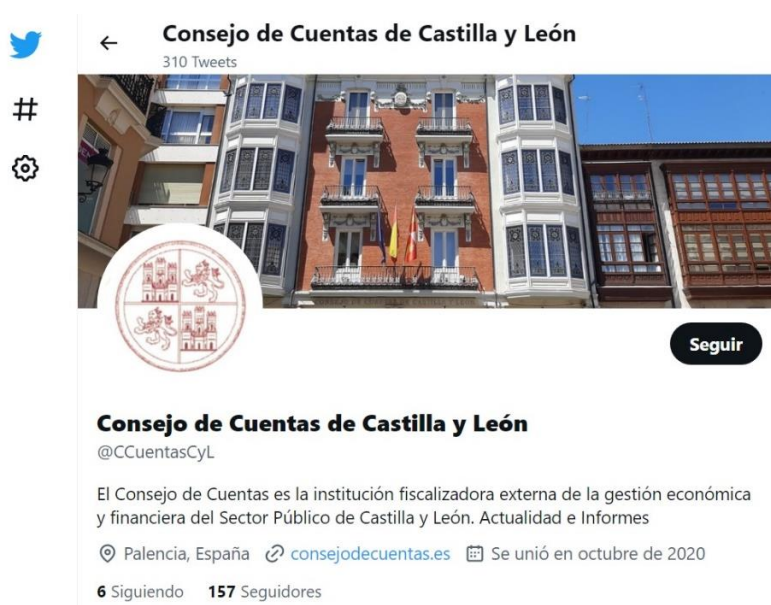 Consejo de Cuentas de Castilla y León
310 Tweets
Seguir
Consejo de Cuentas de Castilla y León
@CCuentasCyL
El Consejo de Cuentas es la institución fiscalizadora externa de la gestión económica
y financiera del Sector Público de Castilla y León. Actualidad e Informes
Palencia, España consejodecuentas.es Se unió en octubre de 2020
6 Siguiendo 157 Seguidores